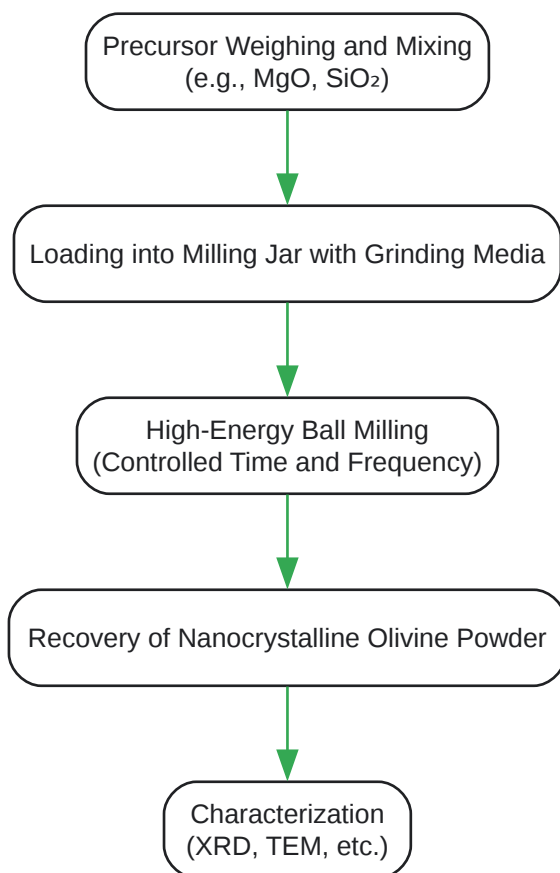 Precursor Weighing and Mixing
(e.g., MgO, SiO₂)
Loading into Milling Jar with Grinding Media
High-Energy Ball Milling
(Controlled Time and Frequency)
Recovery of Nanocrystalline Olivine Powder
Characterization
(XRD, TEM, etc.)